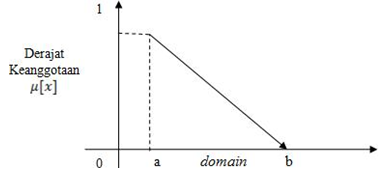 1
Derajat
Keanggotaan
μ[x]
0 a domain b